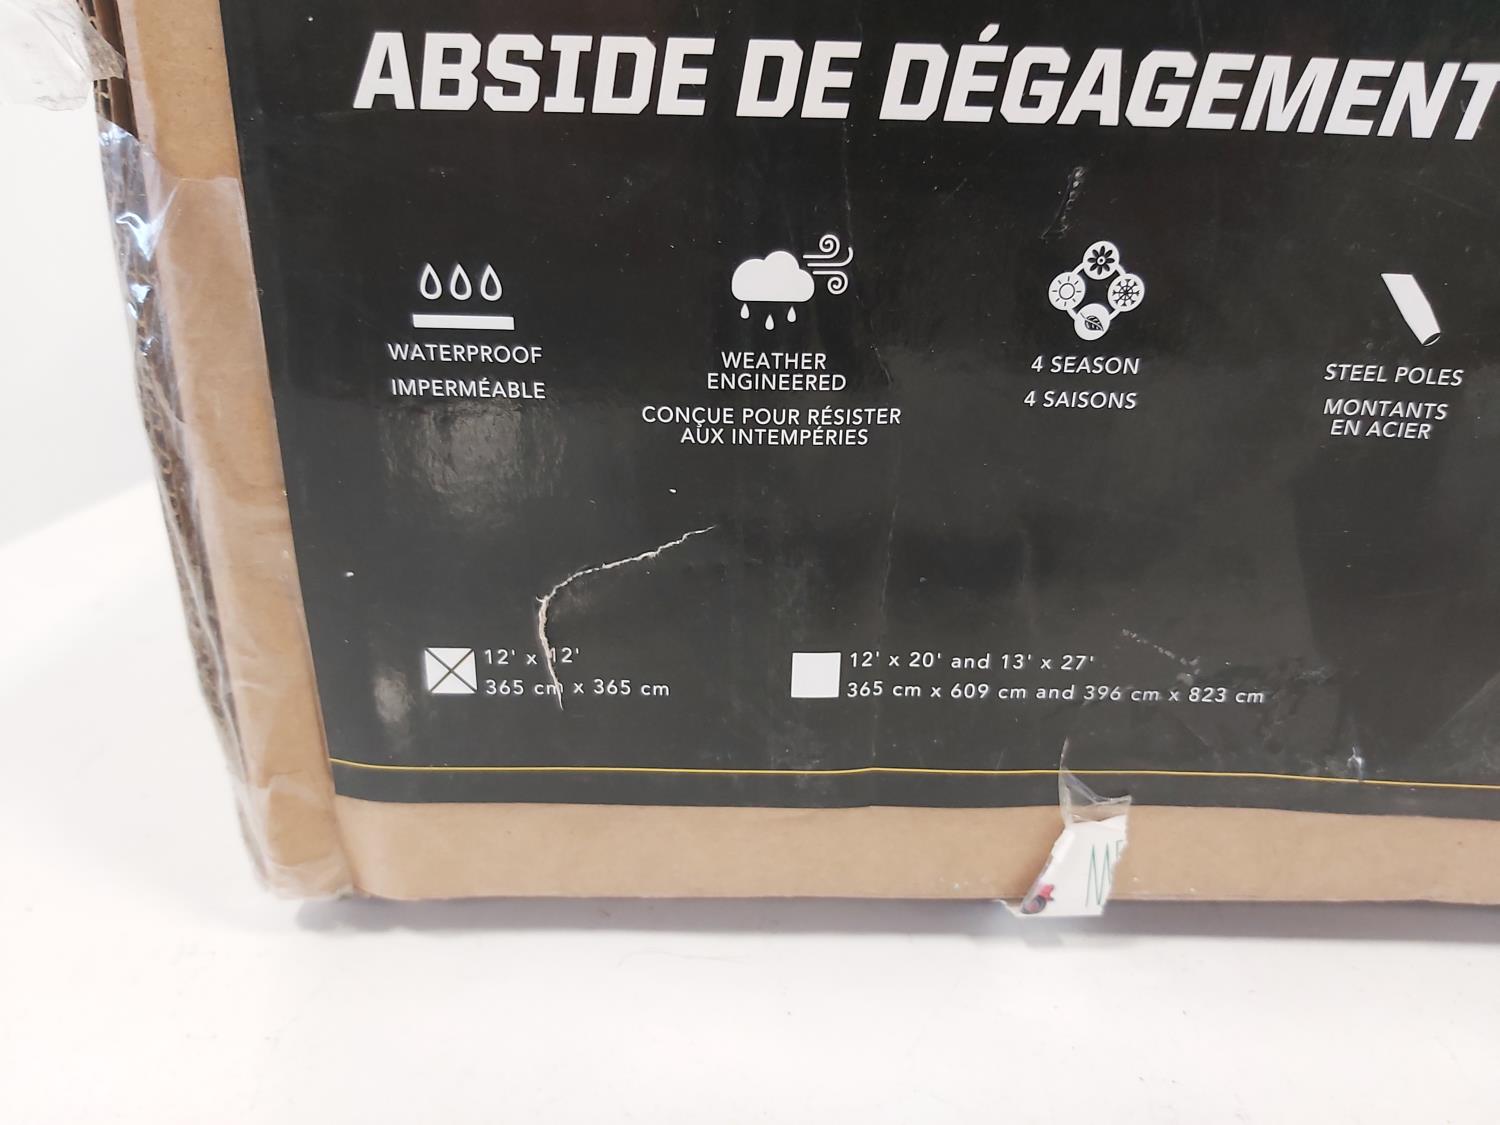 ABSIDE DE DÉGAGEMENT
WATERPROOF
IMPERMÉABLE
WEATHER
ENGINEERED
CONÇUE POUR RÉSISTER
AUX INTEMPÉRIES
4 SEASON
4 SAISONS
STEEL POLES
MONTANTS
EN ACIER
12' x 12'
365 cm x 365 cm
12' x 20' and 13' x 27'
365 cm x 609 cm and 396 cm x 823 cm